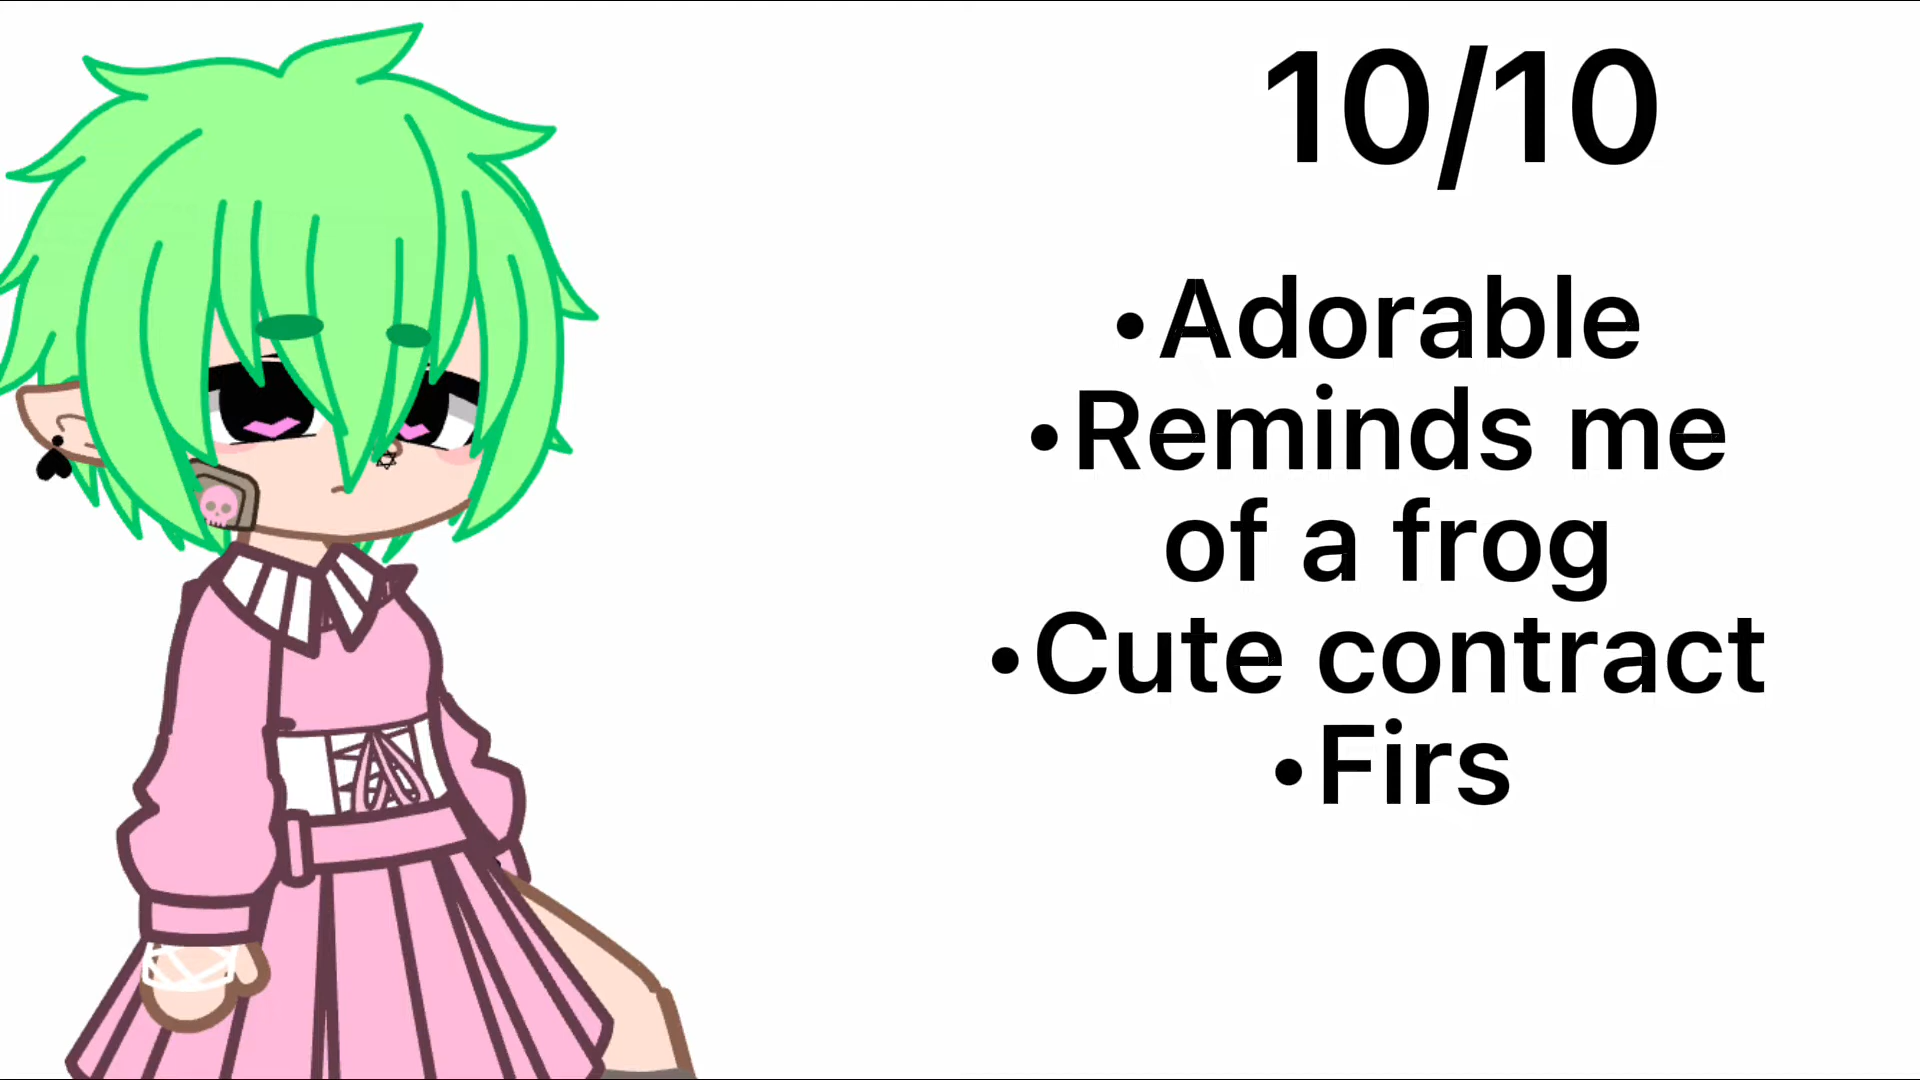 10/10
•Adorable
•Reminds me
of a frog
•Cute contract
•Firs